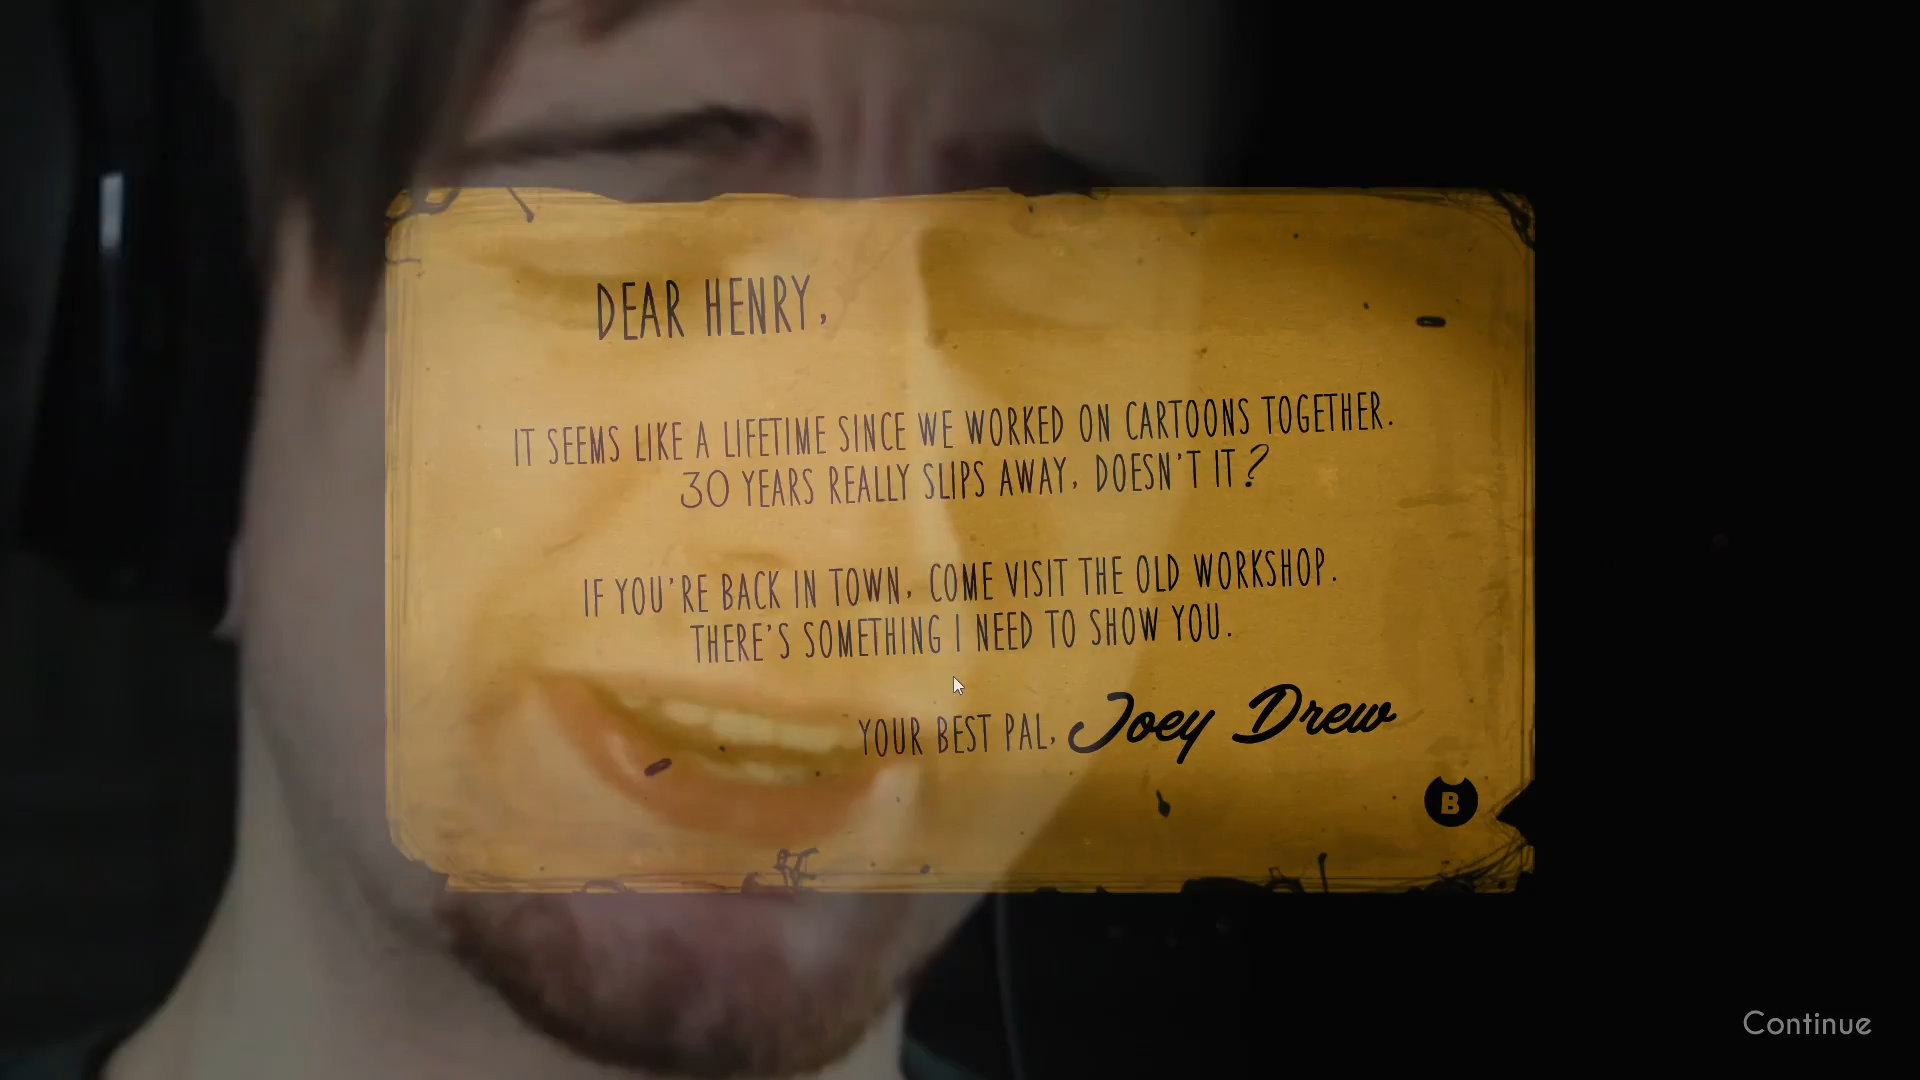 DEAR HENRY,
IT SEEMS LIKE A LIFETIME SINCE WE WORKED ON CARTOONS TOGETHER.
30 YEARS REALLY SLIPS AWAY, DOESN'T IT?
IF YOU'RE BACK IN TOWN, COME VISIT THE OLD WORKSHOP.
THERE'S SOMETHING I NEED TO SHOW YOU.
YOUR BEST PAL, Joey Drew
B
Continue